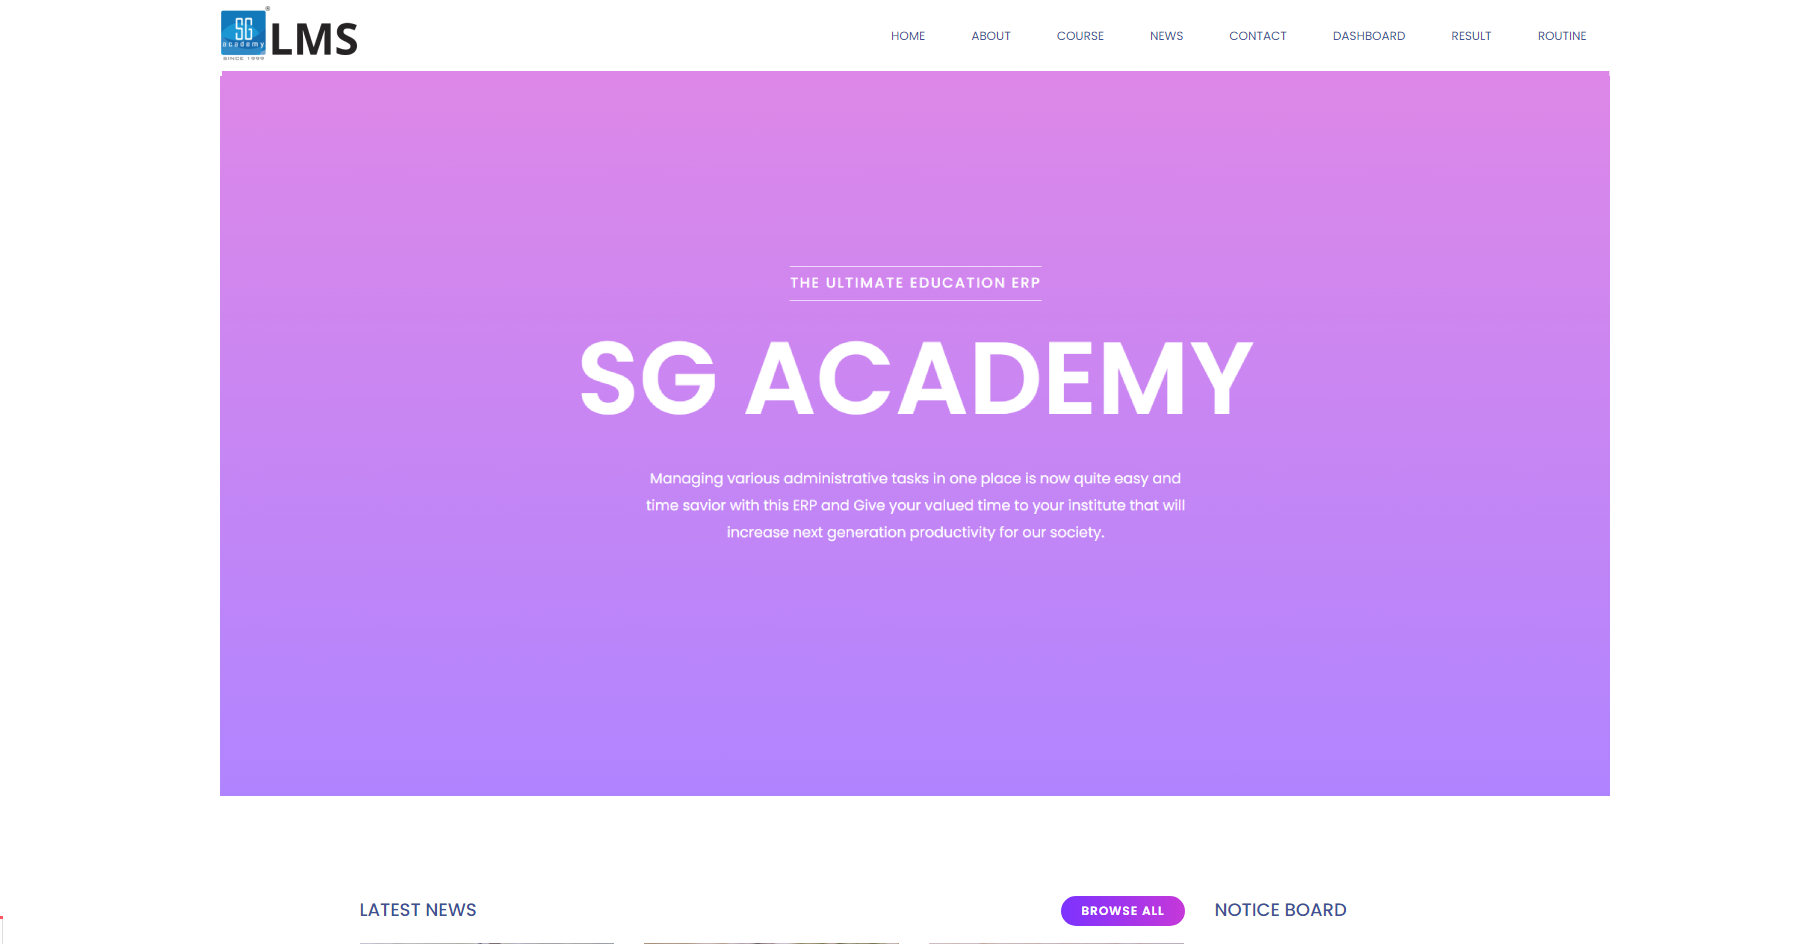 SG
academy
SINCE 1999
®
LMS
HOME ABOUT COURSE NEWS CONTACT DASHBOARD RESULT ROUTINE
THE ULTIMATE EDUCATION ERP
SG ACADEMY
Managing various administrative tasks in one place is now quite easy and
time savior with this ERP and Give your valued time to your institute that will
increase next generation productivity for our society.
LATEST NEWS
BROWSE ALL
NOTICE BOARD